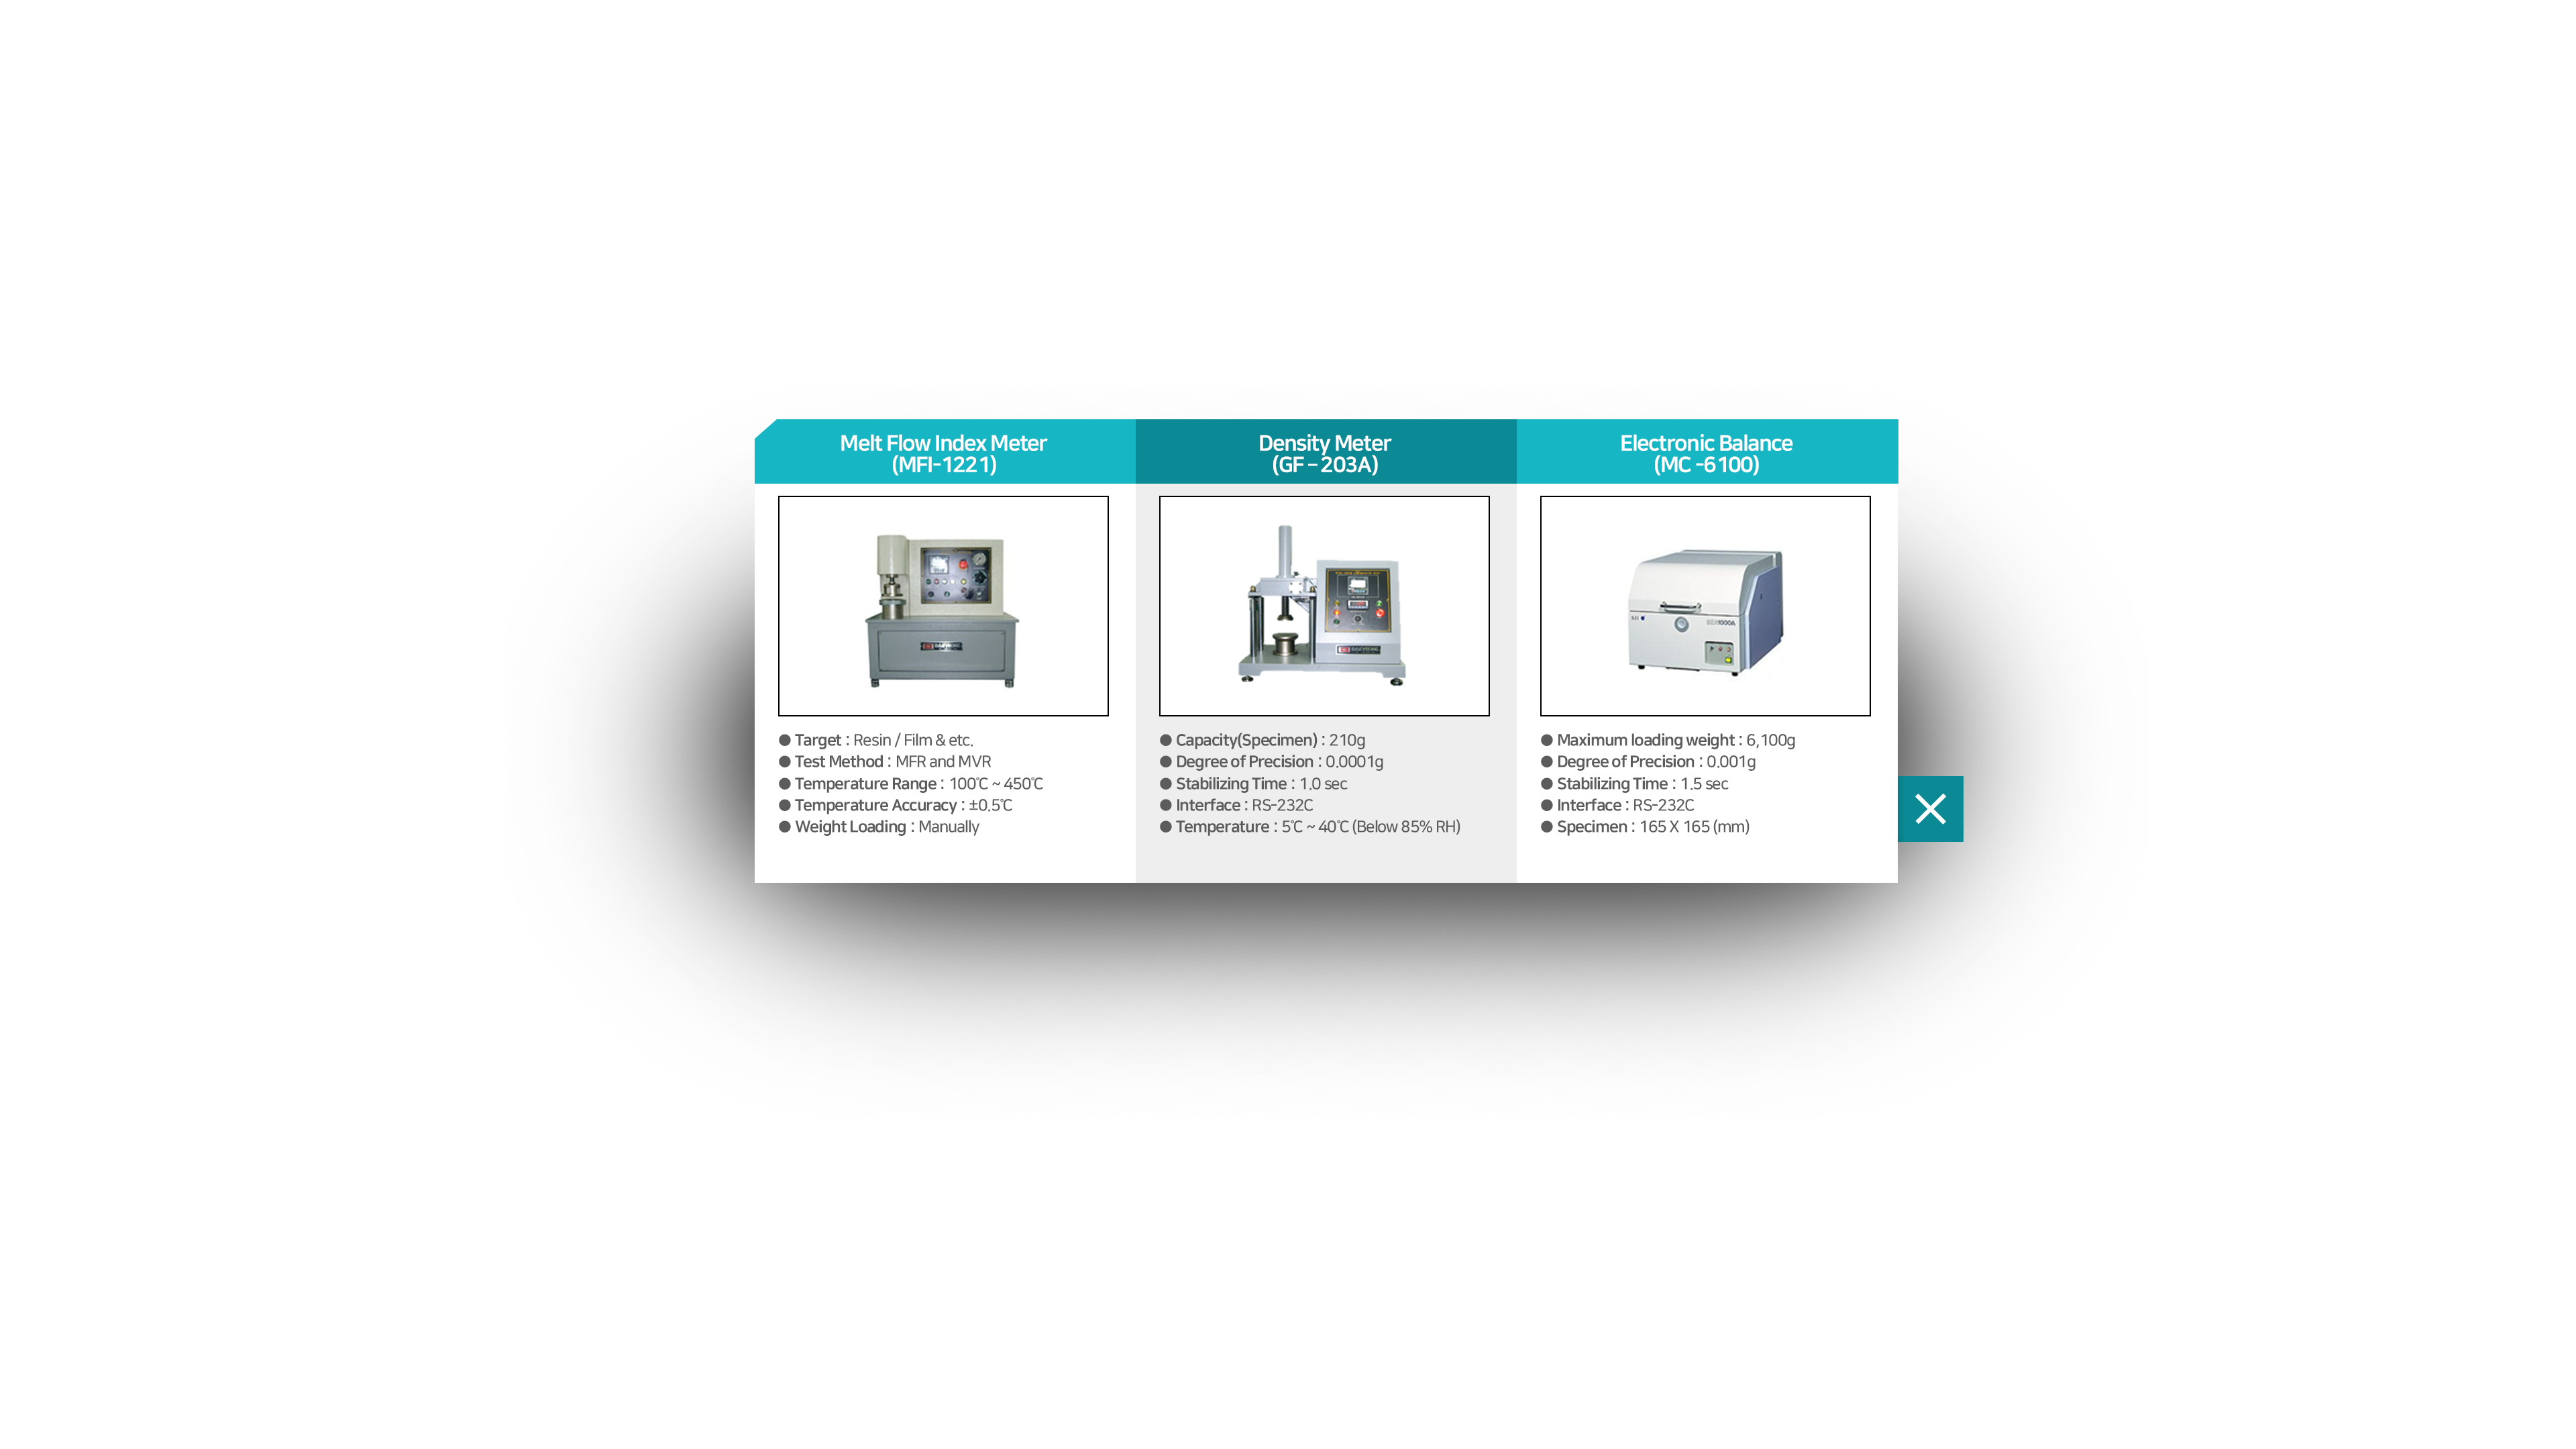 Melt Flow Index Meter
(MFI-1221)
Density Meter
(GF - 203A)
Electronic Balance
(MC -6100)
● Target : Resin / Film & etc.
● Test Method : MFR and MVR
● Temperature Range : 100℃ ~ 450℃
● Temperature Accuracy : ±0.5℃
● Weight Loading : Manually
● Capacity(Specimen) : 210g
● Degree of Precision : 0.0001g
● Stabilizing Time : 1.0 sec
● Interface : RS-232C
● Temperature : 5℃ ~ 40℃ (Below 85% RH)
● Maximum loading weight : 6,100g
● Degree of Precision : 0.001g
● Stabilizing Time : 1.5 sec
● Interface : RS-232C
● Specimen : 165 X 165 (mm)